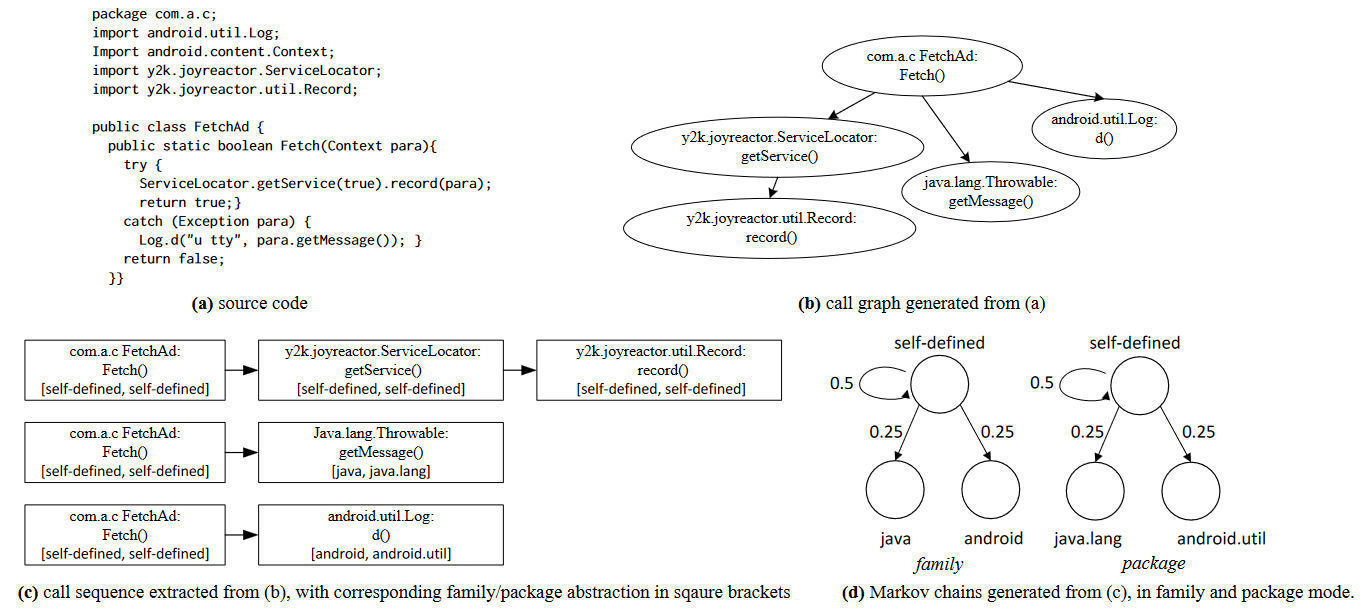 package com.a.c;
import android.util.Log;
Import android.content.Context;
import y2k.joyreactor.ServiceLocator;
import y2k.joyreactor.util.Record;
public class FetchAd {
public static boolean Fetch(Context para){
try {
ServiceLocator.getService(true).record(para);
return true;}
catch (Exception para) {
Log.d("u tty", para.getMessage()); }
return false;
}}
(a) source code
com.a.c FetchAd:
Fetch()
y2k.joyreactor.ServiceLocator:
getService()
y2k.joyreactor.util.Record:
record()
java.lang.Throwable:
getMessage()
android.util.Log:
d()
(b) call graph generated from (a)
com.a.c FetchAd:
Fetch()
[self-defined, self-defined]
y2k.joyreactor.ServiceLocator:
getService()
[self-defined, self-defined]
y2k.joyreactor.util.Record:
record()
[self-defined, self-defined]
com.a.c FetchAd:
Fetch()
[self-defined, self-defined]
Java.lang.Throwable:
getMessage()
[java, java.lang]
com.a.c FetchAd:
Fetch()
[self-defined, self-defined]
android.util.Log:
d()
[android, android.util]
(c) call sequence extracted from (b), with corresponding family/package abstraction in sqaure brackets
self-defined
0.5
0.25
0.25
java
android
family
self-defined
0.5
0.25
0.25
java.lang
android.util
package
(d) Markov chains generated from (c), in family and package mode.